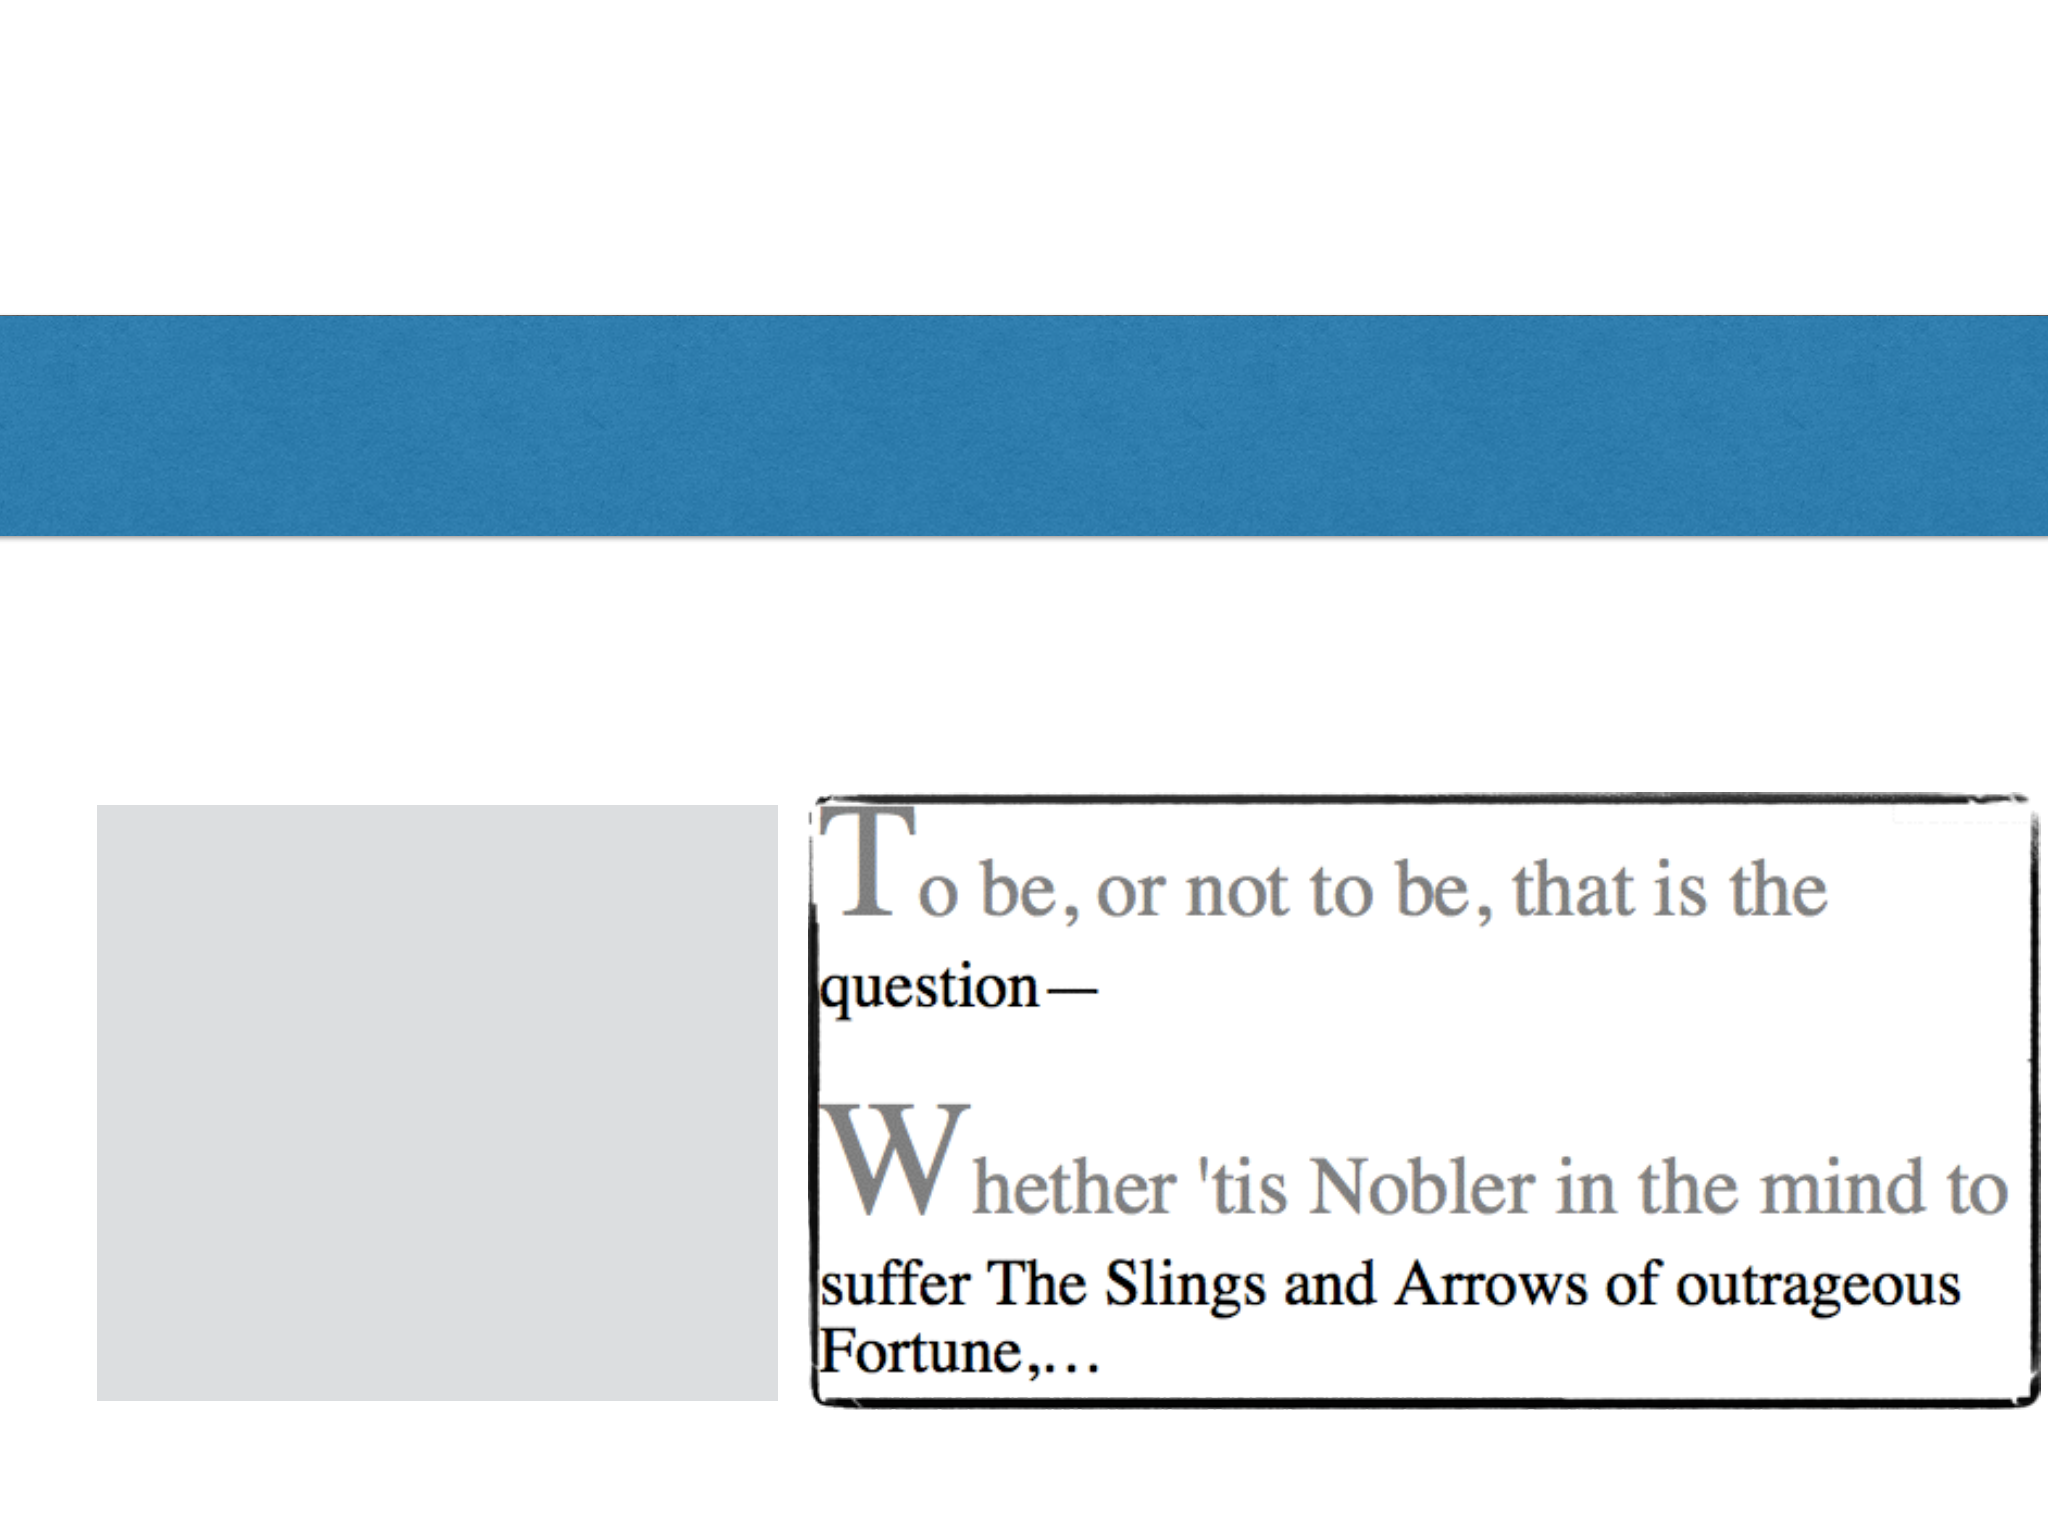 To be, or not to be, that is the
question—
Whether 'tis Nobler in the mind to
suffer The Slings and Arrows of outrageous
Fortune,…